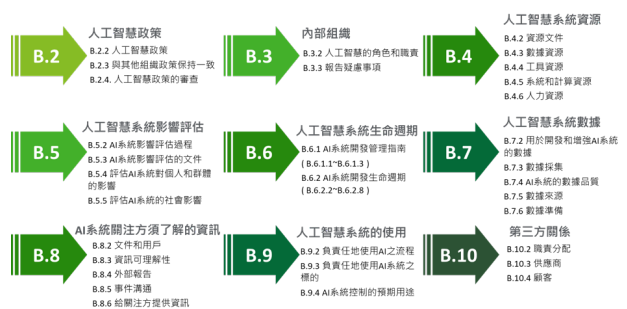 B.2
人工智慧政策
B.2.2 人工智慧政策
B.2.3 與其他組織政策保持一致
B.2.4. 人工智慧政策的審查
B.3
內部組織
B.3.2 人工智慧的角色和職責
B.3.3 報告疑慮事項
B.4
人工智慧系統資源
B.4.2 資源文件
B.4.3 數據資源
B.4.4 工具資源
B.4.5 系統和計算資源
B.4.6 人力資源
B.5
人工智慧系統影響評估
B.5.2 AI系統影響評估過程
B.5.3 AI系統影響評估的文件
B.5.4 評估AI系統對個人和群體
的影響
B.5.5 評估AI系統的社會影響
B.6
人工智慧系統生命週期
B.6.1 AI系統開發管理指南
( B.6.1.1~B.6.1.3 )
B.6.2 AI系統開發生命週期
( B.6.2.2~B.6.2.8 )
B.7
人工智慧系統數據
B.7.2 用於開發和增強AI系統
的數據
B.7.3 數據採集
B.7.4 AI系統的數據品質
B.7.5 數據來源
B.7.6 數據準備
B.8
AI系統關注方須了解的資訊
B.8.2 文件和用戶
B.8.3 資訊可理解性
B.8.4 外部報告
B.8.5 事件溝通
B.8.6 給關注方提供資訊
B.9
人工智慧系統的使用
B.9.2 負責任地使用AI之流程
B.9.3 負責任地使用AI系統之
標的
B.9.4 AI系統控制的預期用途
B.10
第三方關係
B.10.2 職責分配
B.10.3 供應商
B.10.4 顧客